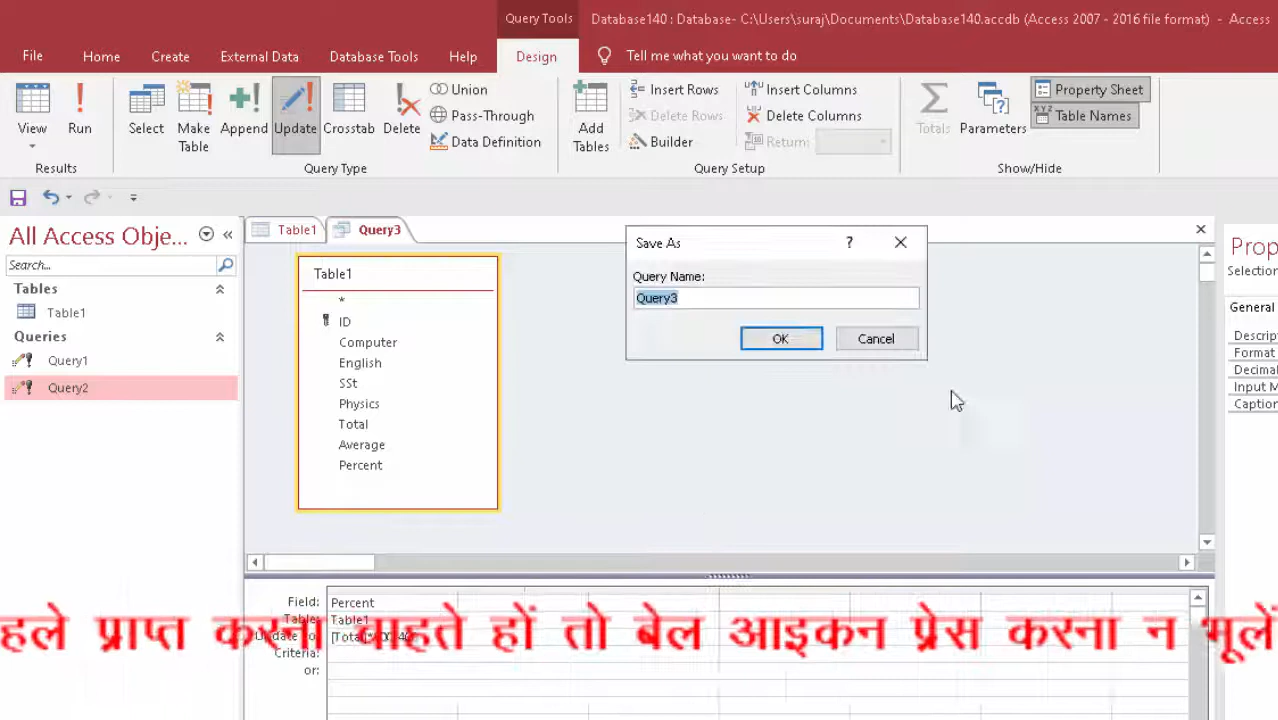 Query Tools
Database140 : Database- C:\Users\suraj\Documents\Database140.accdb (Access 2007 - 2016 file format) - Access
File Home Create External Data Database Tools Help Design Tell me what you want to do
View
Run
Select
Make Table
Append
Update
Crosstab
Delete
Union
Pass-Through
Data Definition
Add Tables
Insert Rows
Delete Rows
Builder
Insert Columns
Delete Columns
Return:
Totals
Parameters
Property Sheet
Table Names
Results
Query Type
Query Setup
Show/Hide
All Access Obje... «
Search...
Tables
Table1
Queries
Query1
Query2
Table1
Query3
Table1
*
ID
Computer
English
SSt
Physics
Total
Average
Percent
Save As
?
Query Name:
Query3
OK
Cancel
Prop
Selection
General
Descrip
Format
Decima
Input M
Caption
Field: Percent
Table: Table1
Update to: [Total]
Criteria:
or:
हले प्राप्त करना चाहते हों तो बेल आइकन प्रेस करना न भूलें